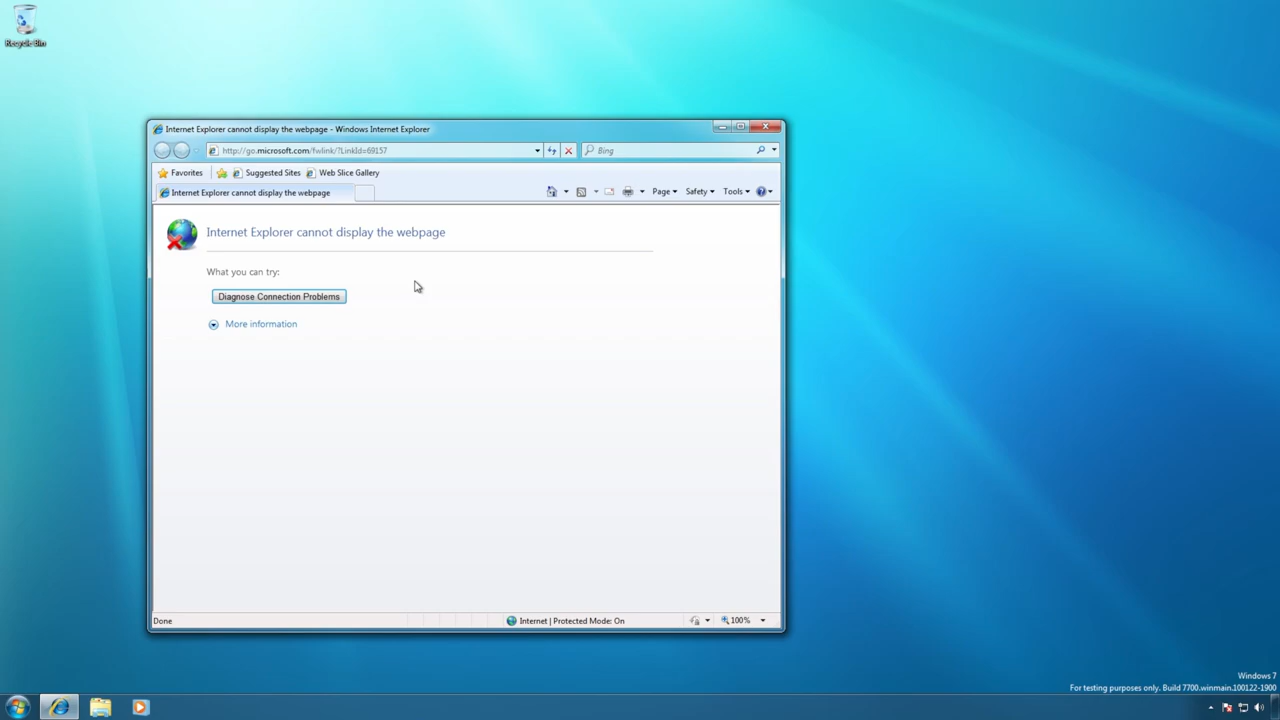 Recycle Bin
Internet Explorer cannot display the webpage - Windows Internet Explorer
http://go.microsoft.com/fwlink/?LinkId=69157
Bing
Favorites
Suggested Sites
Web Slice Gallery
Internet Explorer cannot display the webpage
Page
Safety
Tools
Internet Explorer cannot display the webpage
What you can try:
Diagnose Connection Problems
More information
Done
Internet | Protected Mode: On
100%
Windows 7
For testing purposes only. Build 7700.winmain.100122-1900